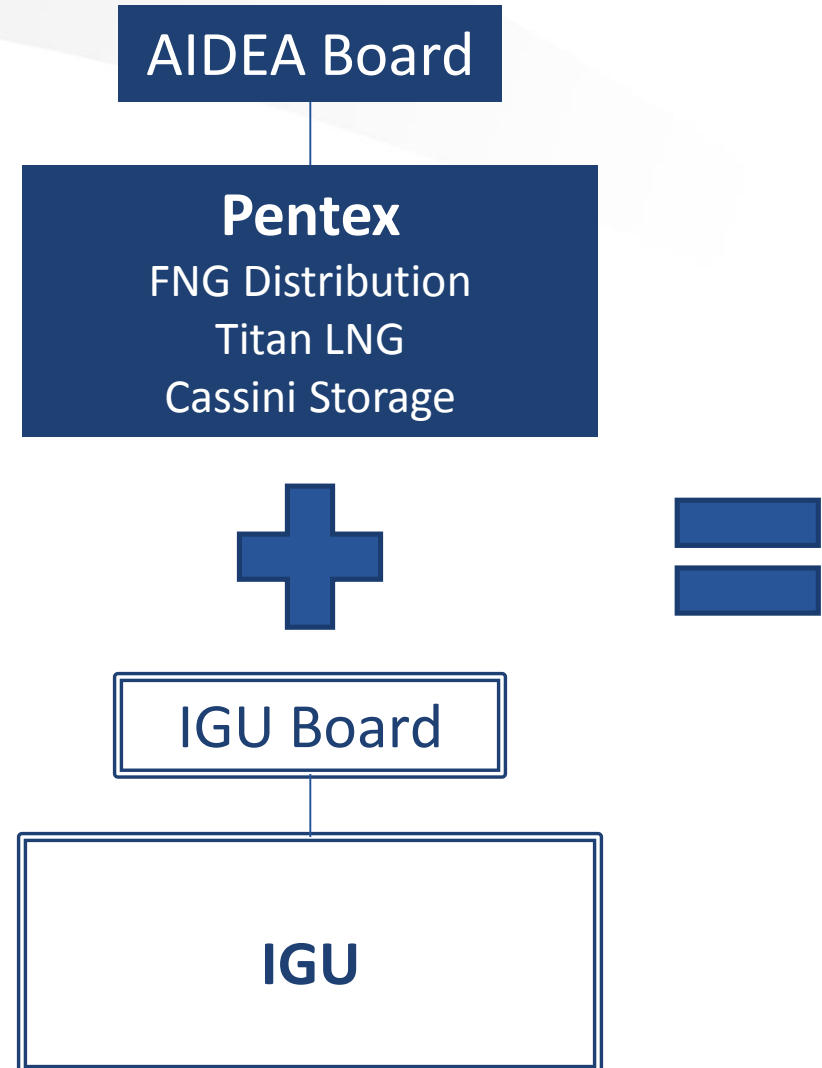 AIDEA Board
Pentex
FNG Distribution
Titan LNG
Cassini Storage
IGU Board
IGU